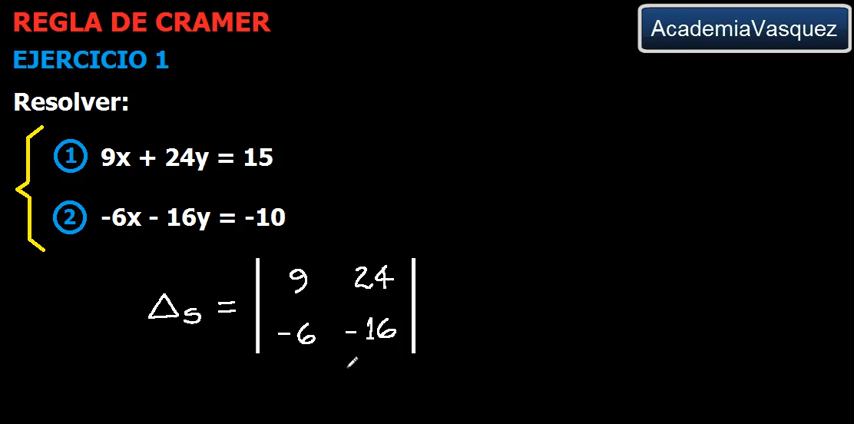 REGLA DE CRAMER
AcademiaVasquez
EJERCICIO 1
Resolver:
1 9x + 24y = 15
2 -6x - 16y = -10
Δs = | 9 24 |
| -6 -16 |